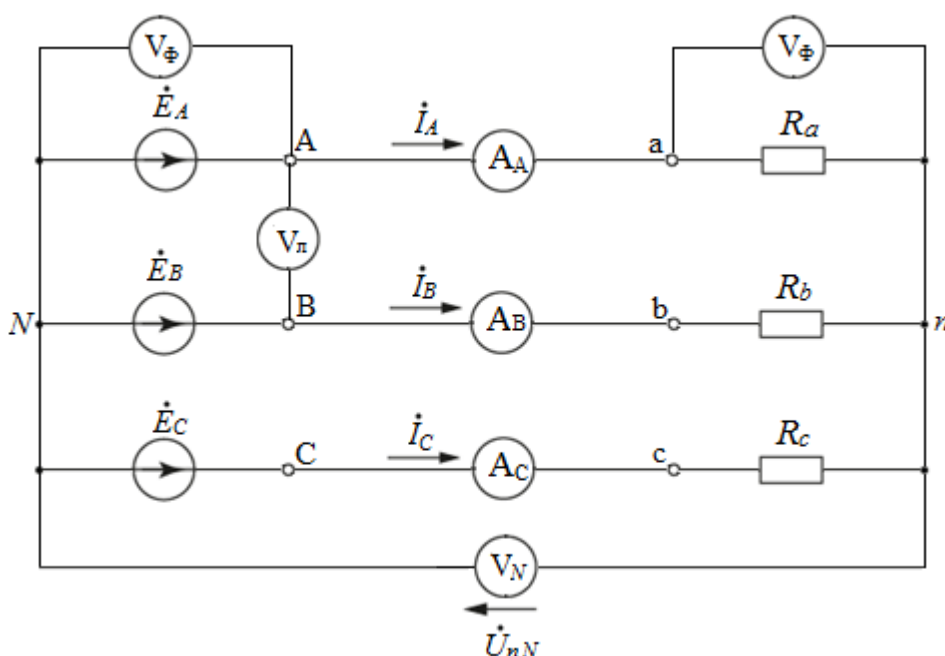 VФ VФ
ĖA A İA AA a Ra
Vл
ĖB B İB AB b Rb
N n
ĖC C İC AC c Rc
VN
U̇nN